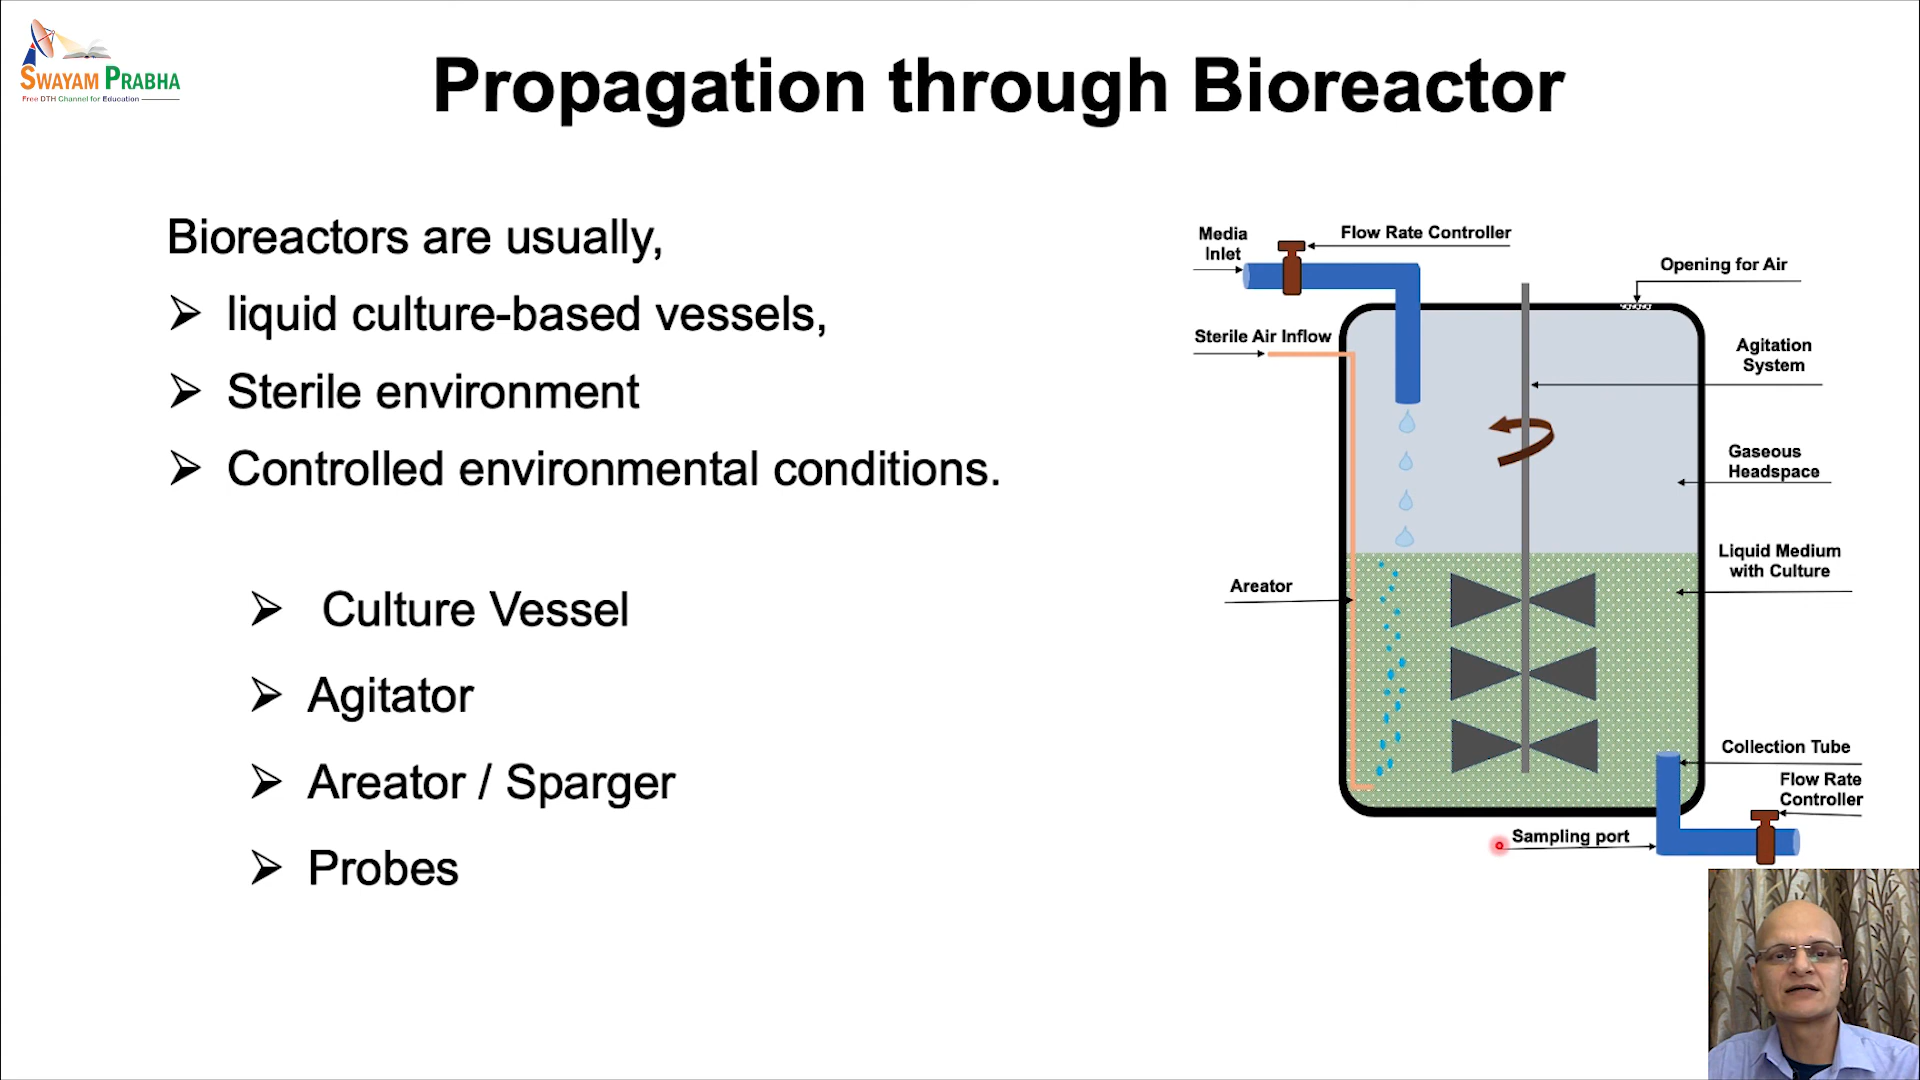 SWAYAM PRABHA
Free DTH Channel for Education
Propagation through Bioreactor
Bioreactors are usually,
liquid culture-based vessels,
Sterile environment
Controlled environmental conditions.
Culture Vessel
Agitator
Areator / Sparger
Probes
Media
Inlet
Flow Rate Controller
Opening for Air
Sterile Air Inflow
Agitation
System
Gaseous
Headspace
Liquid Medium
with Culture
Areator
Collection Tube
Flow Rate
Controller
Sampling port